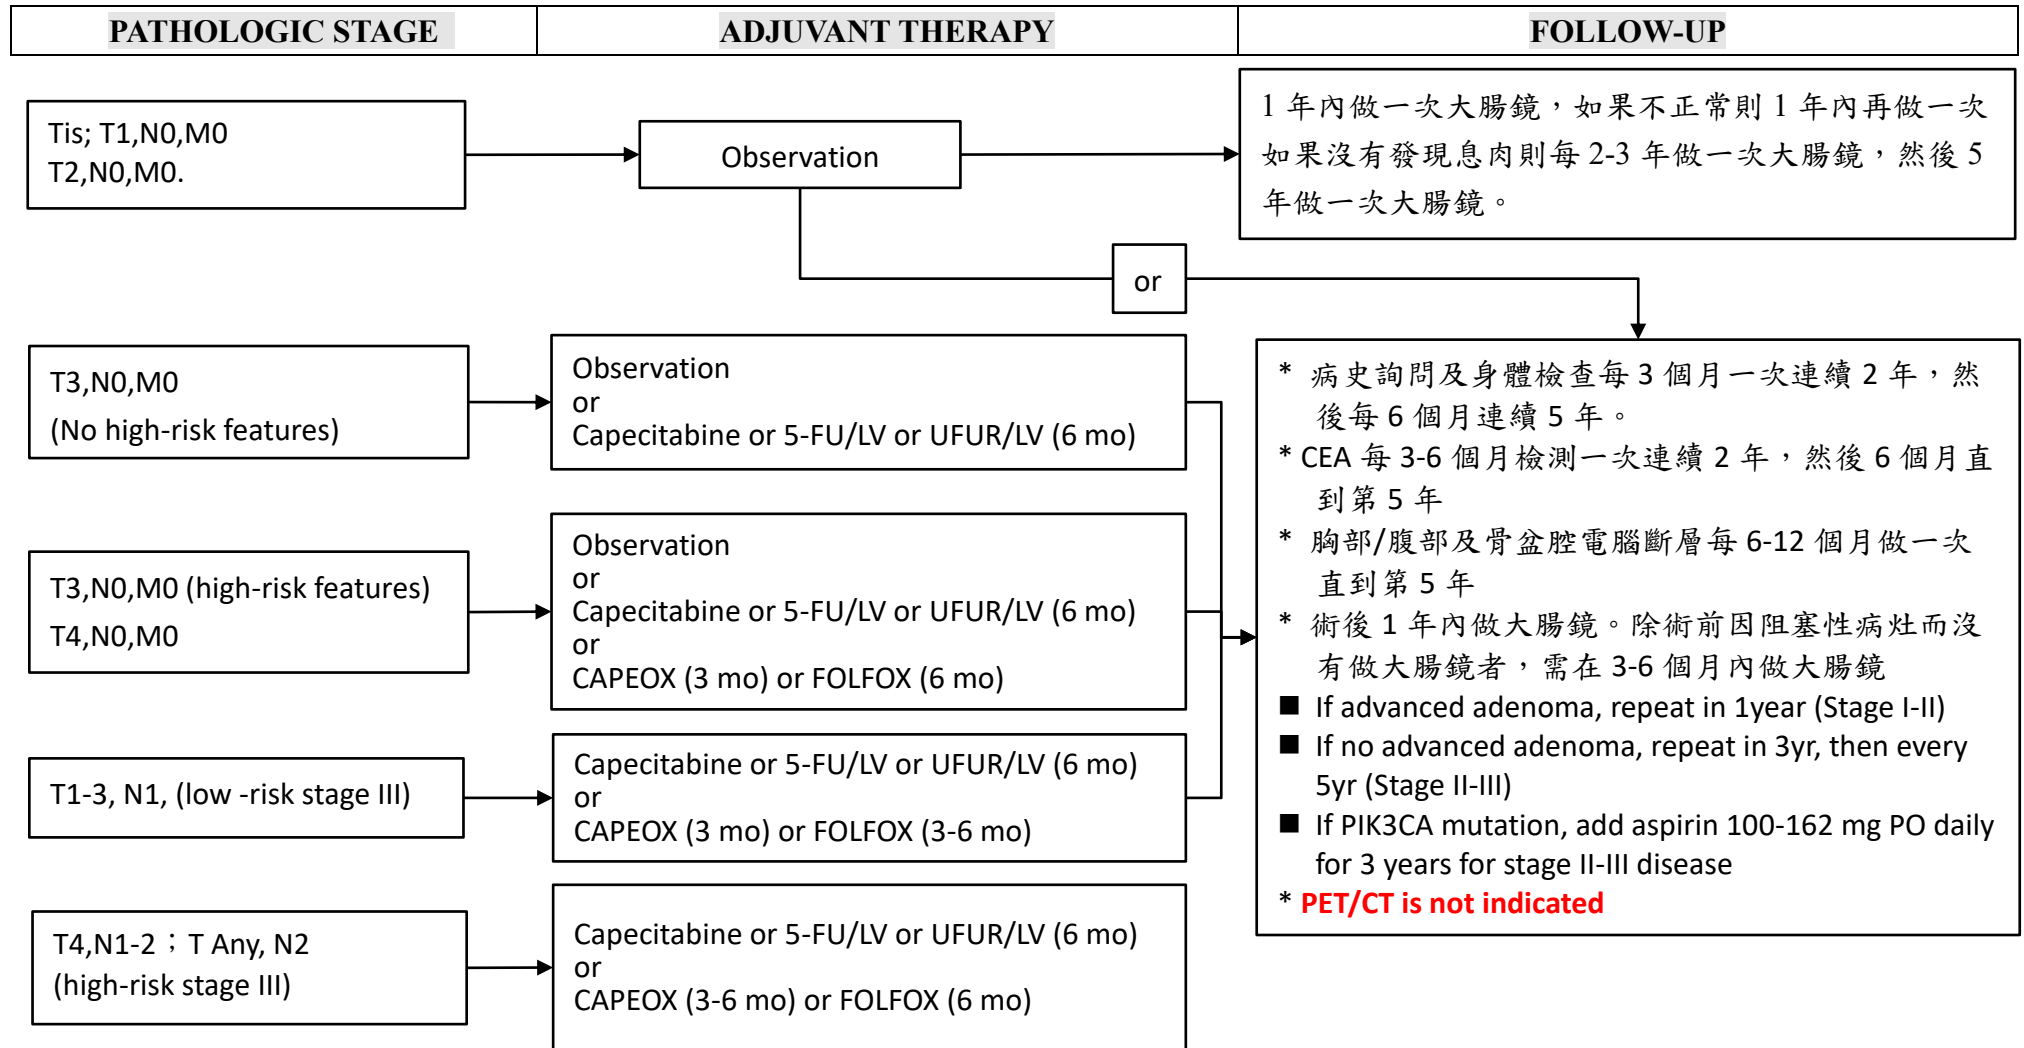 PATHOLOGIC STAGE
ADJUVANT THERAPY
FOLLOW-UP
Tis; T1,N0,M0
T2,N0,M0.
Observation
1 年內做一次大腸鏡，如果不正常則 1 年內再做一次
如果沒有發現息肉則每 2-3 年做一次大腸鏡，然後 5
年做一次大腸鏡。
or
T3,N0,M0
(No high-risk features)
Observation
or
Capecitabine or 5-FU/LV or UFUR/LV (6 mo)
T3,N0,M0 (high-risk features)
T4,N0,M0
Observation
or
Capecitabine or 5-FU/LV or UFUR/LV (6 mo)
or
CAPEOX (3 mo) or FOLFOX (6 mo)
T1-3, N1, (low -risk stage III)
Capecitabine or 5-FU/LV or UFUR/LV (6 mo)
or
CAPEOX (3 mo) or FOLFOX (3-6 mo)
T4,N1-2；T Any, N2
(high-risk stage III)
Capecitabine or 5-FU/LV or UFUR/LV (6 mo)
or
CAPEOX (3-6 mo) or FOLFOX (6 mo)
* 病史詢問及身體檢查每 3 個月一次連續 2 年，然
後每 6 個月連續 5 年。
* CEA 每 3-6 個月檢測一次連續 2 年，然後 6 個月直
到第 5 年
* 胸部/腹部及骨盆腔電腦斷層每 6-12 個月做一次
直到第 5 年
* 術後 1 年內做大腸鏡。除術前因阻塞性病灶而沒
有做大腸鏡者，需在 3-6 個月內做大腸鏡
■ If advanced adenoma, repeat in 1year (Stage I-II)
■ If no advanced adenoma, repeat in 3yr, then every
5yr (Stage II-III)
■ If PIK3CA mutation, add aspirin 100-162 mg PO daily
for 3 years for stage II-III disease
* PET/CT is not indicated